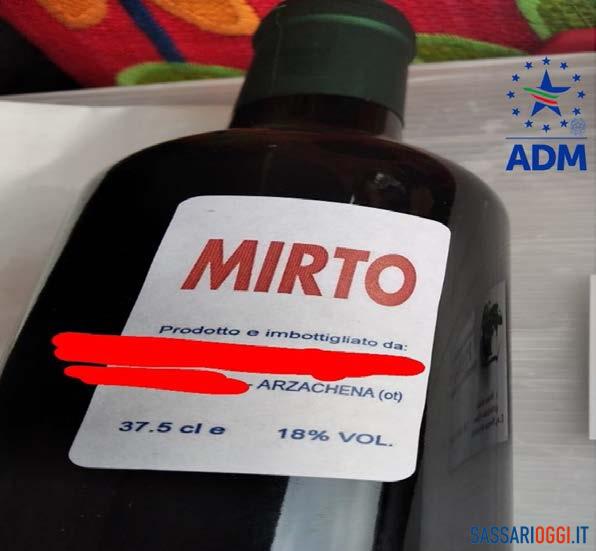 ADM
MIRTO
Prodotto e imbottigliato da:
- ARZACHENA (ot)
37.5 cl e 18% VOL.
SASSARIOGGI.IT